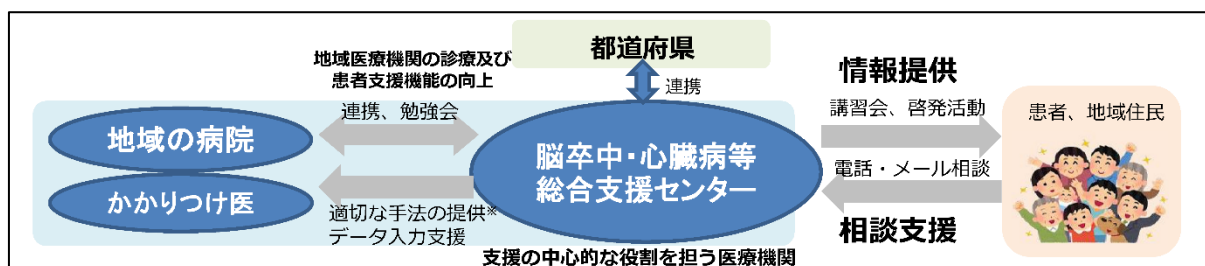 都道府県
連携
地域医療機関の診療及び
患者支援機能の向上
連携、勉強会
地域の病院
かかりつけ医
適切な手法の提供※
データ入力支援
脳卒中・心臓病等
総合支援センター
支援の中心的な役割を担う医療機関
情報提供
講習会、啓発活動
電話・メール相談
相談支援
患者、地域住民